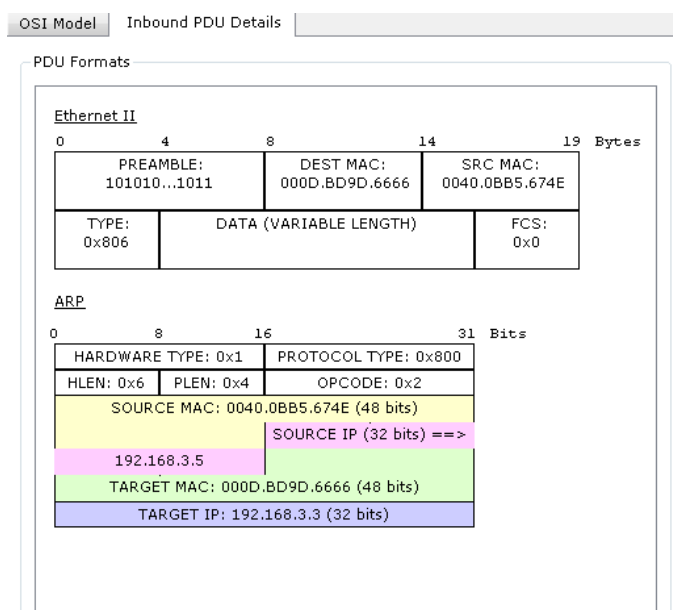 OSI Model Inbound PDU Details
PDU Formats
Ethernet II
0 4 8 14 19 Bytes
PREAMBLE: DEST MAC: SRC MAC:
101010...1011 000D.BD9D.6666 0040.0BB5.674E
TYPE: DATA (VARIABLE LENGTH) FCS:
0x806 0x0
ARP
0 8 16 31 Bits
HARDWARE TYPE: 0x1 PROTOCOL TYPE: 0x800
HLEN: 0x6 PLEN: 0x4 OPCODE: 0x2
SOURCE MAC: 0040.0BB5.674E (48 bits)
SOURCE IP (32 bits) ==>
192.168.3.5
TARGET MAC: 000D.BD9D.6666 (48 bits)
TARGET IP: 192.168.3.3 (32 bits)